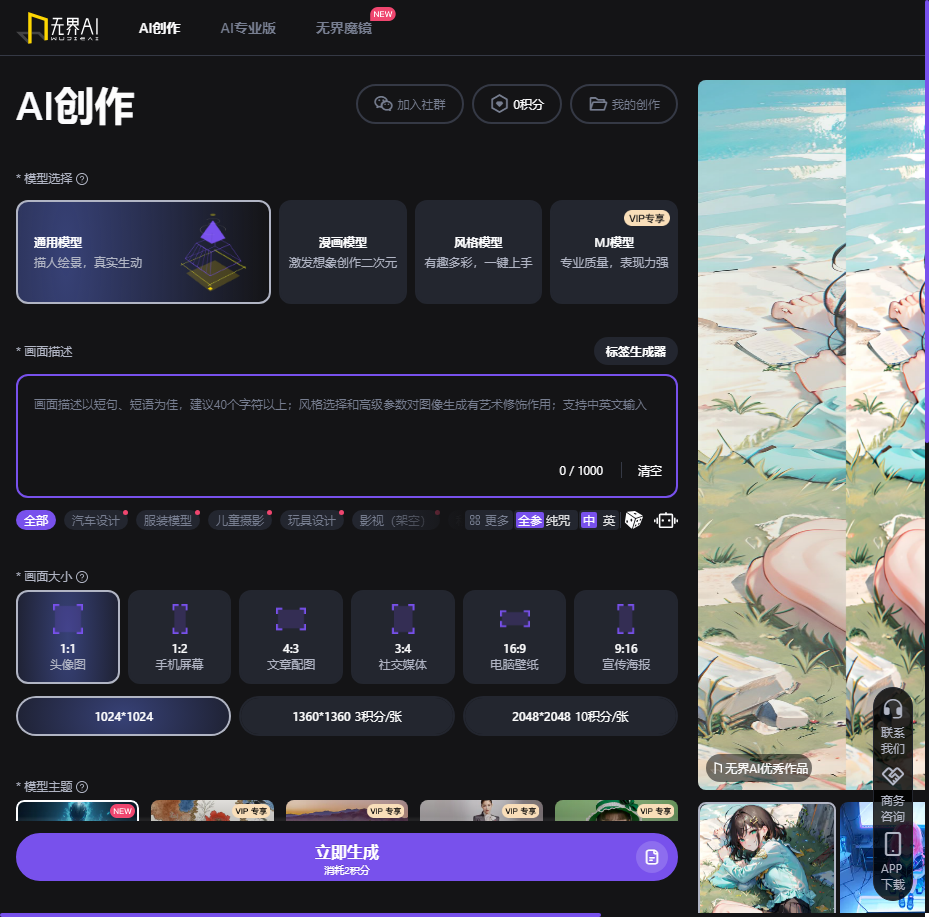 无界AI
WUJIEAI
AI创作
AI专业版
无界魔镜
NEW
AI创作
加入社群
0积分
我的创作
* 模型选择
通用模型
描人绘景，真实生动
漫画模型
激发想象创作二次元
风格模型
有趣多彩，一键上手
VIP专享
MJ模型
专业质量，表现力强
* 画面描述
标签生成器
画面描述以短句、短语为佳，建议40个字符以上；风格选择和高级参数对图像生成有艺术修饰作用；支持中英文输入
0 / 1000
清空
全部
汽车设计
服装模型
儿童摄影
玩具设计
影视（架空）
更多
全参 纯咒
中 英
* 画面大小
1:1
头像图
1:2
手机屏幕
4:3
文章配图
3:4
社交媒体
16:9
电脑壁纸
9:16
宣传海报
1024*1024
1360*1360 3积分/张
2048*2048 10积分/张
* 模型主题
NEW
VIP 专享
VIP 专享
VIP 专享
VIP 专享
立即生成
消耗2积分
无界AI优秀作品
联系
我们
商务
咨询
APP
下载